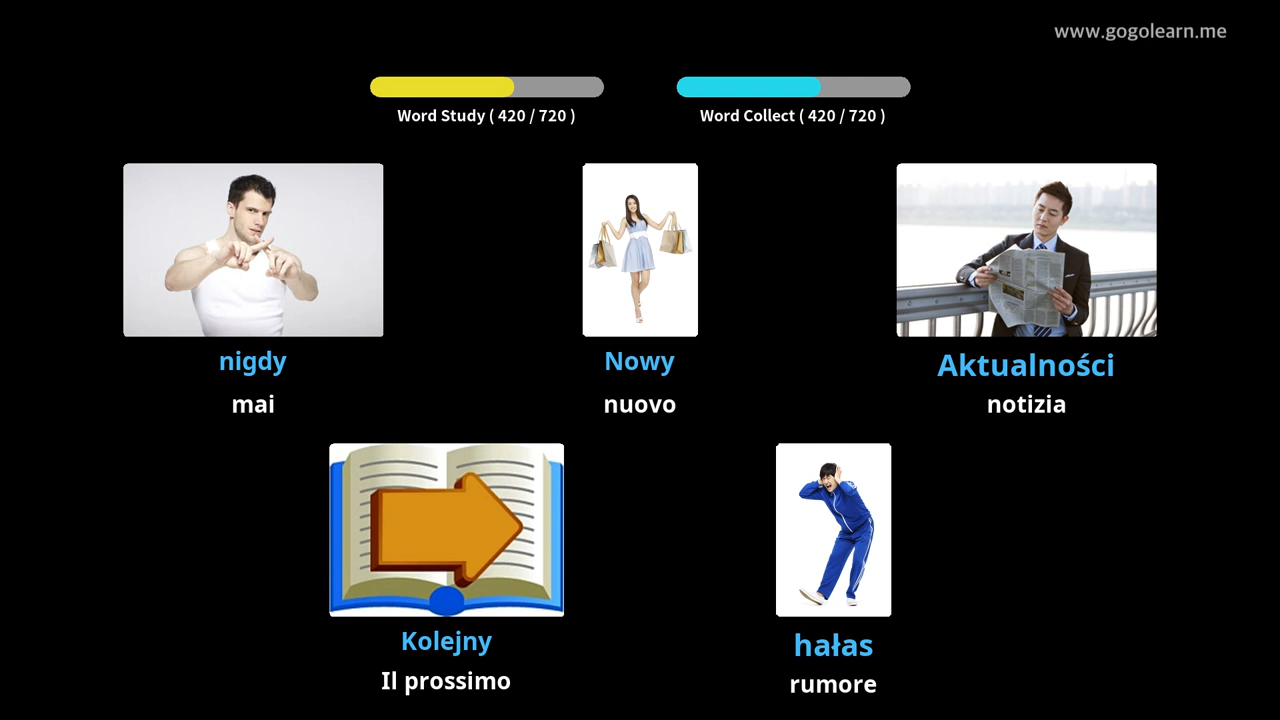 www.gogolearn.me
Word Study ( 420 / 720 )
Word Collect ( 420 / 720 )
nigdy
mai
Nowy
nuovo
Aktualności
notizia
Kolejny
Il prossimo
hałas
rumore